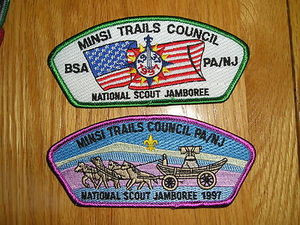 MINSI TRAILS COUNCIL
BSA PA/NJ
NATIONAL SCOUT JAMBOREE
MINSI TRAILS COUNCIL PA/NJ
NATIONAL SCOUT JAMBOREE 1997